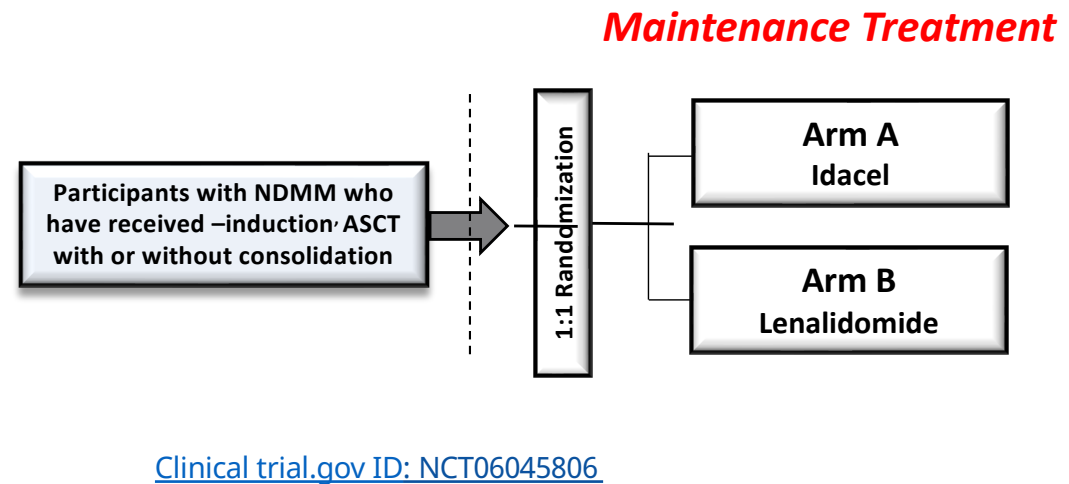 Maintenance Treatment
Participants with NDMM who
have received –induction, ASCT
with or without consolidation
1:1 Randomization
Arm A
Idacel
Arm B
Lenalidomide
Clinical trial.gov ID: NCT06045806